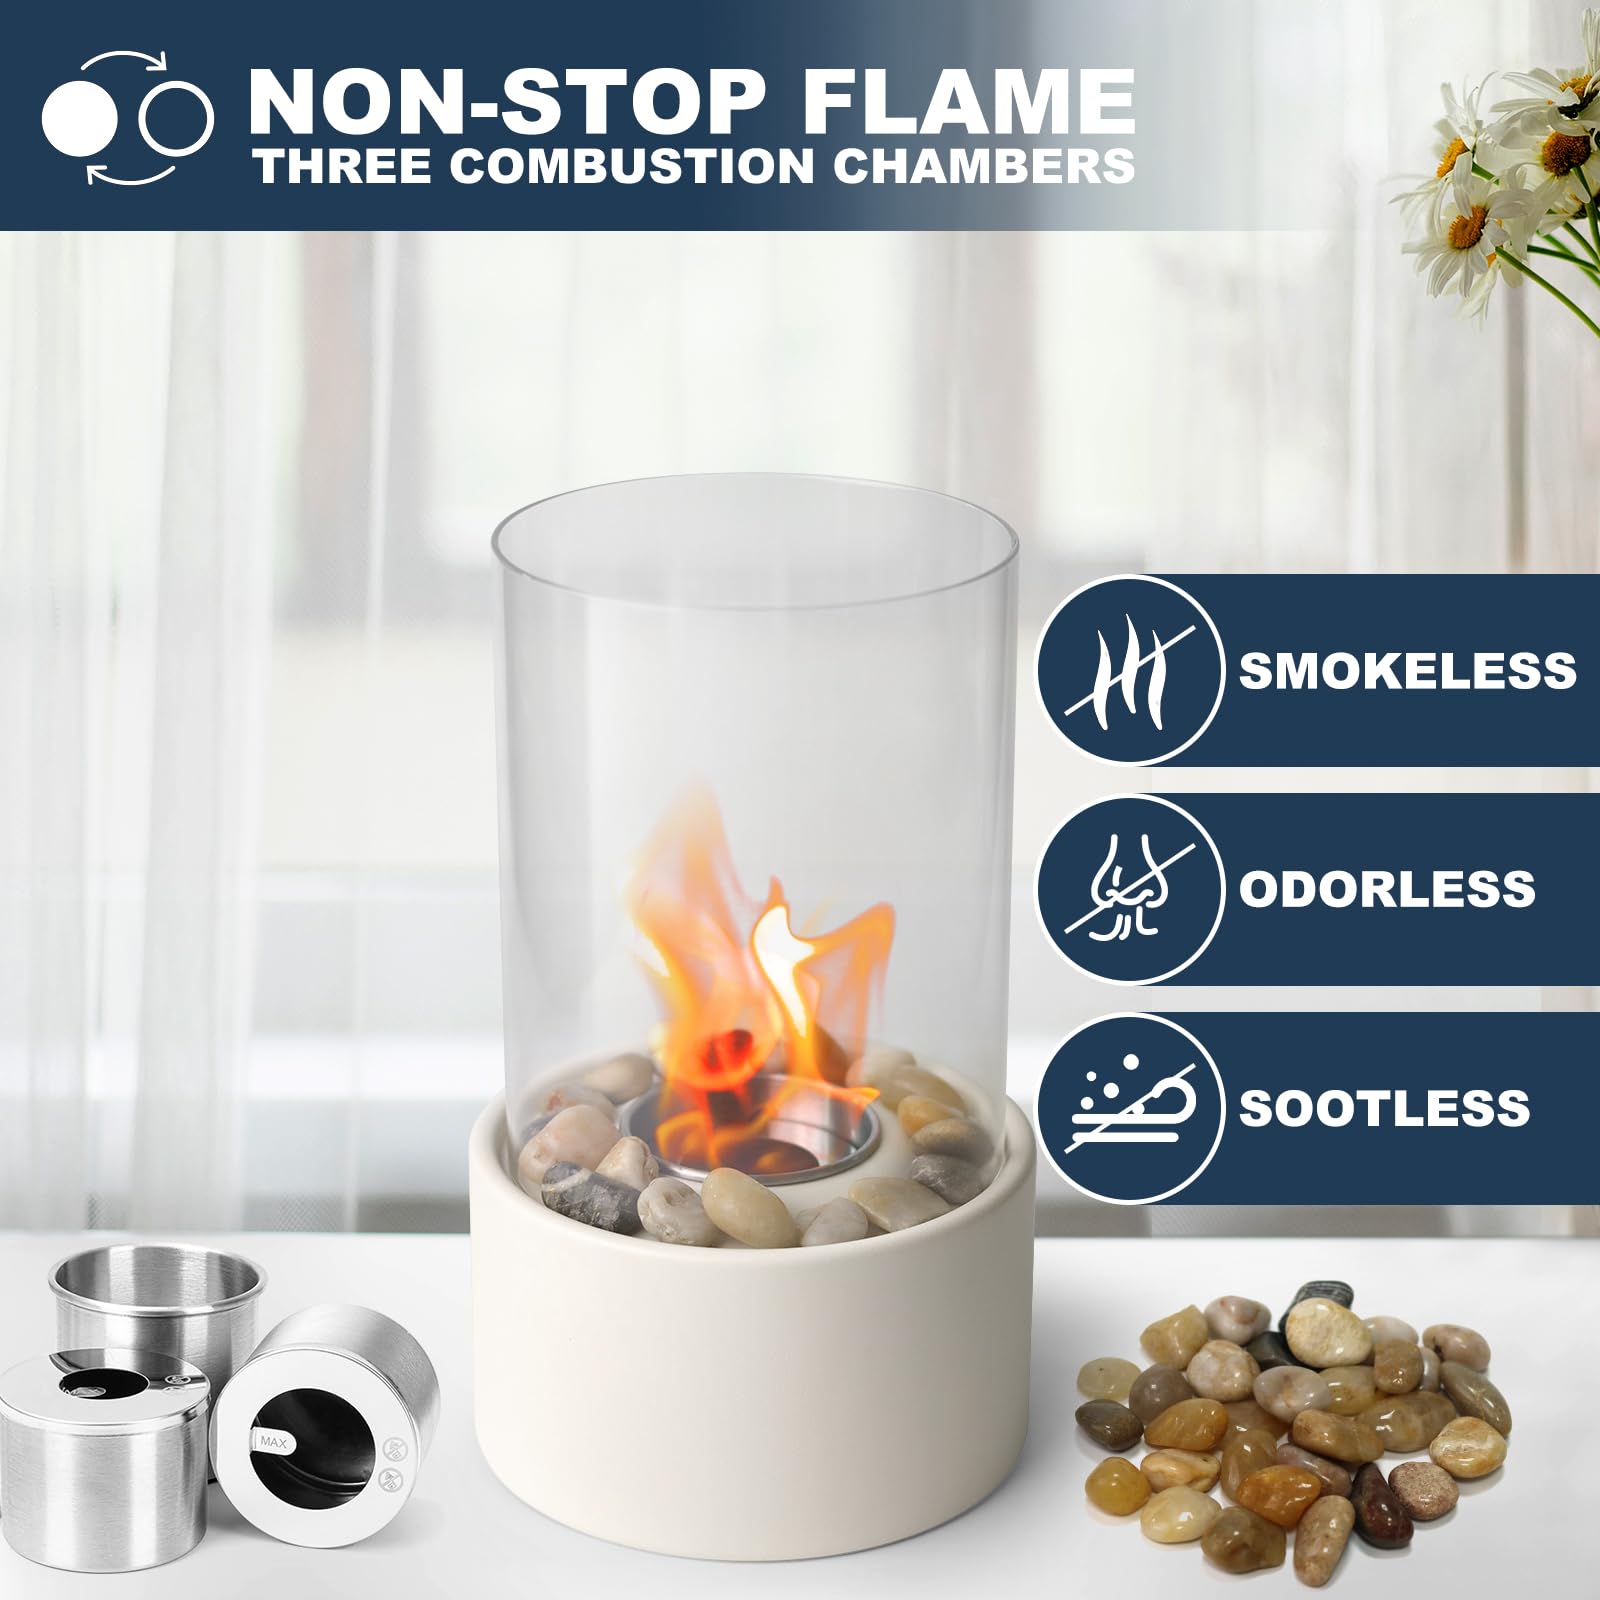 NON-STOP FLAME
THREE COMBUSTION CHAMBERS
SMOKELESS
ODORLESS
SOOTLESS
MAX